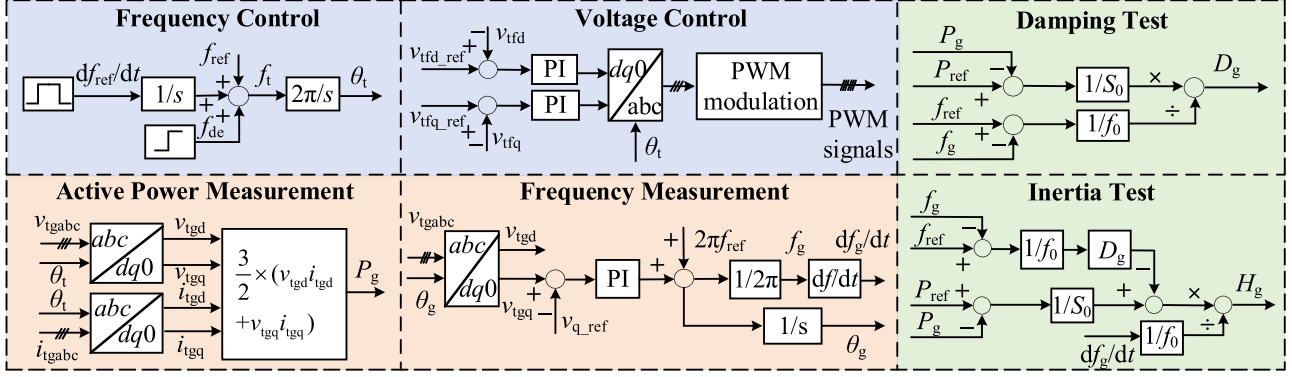 Frequency Control
df_ref/dt
1/s
f_ref
+
+
+
f_de
f_t
2π/s
θ_t
Voltage Control
v_tfd_ref
+
−
v_tfd
PI
v_tfq_ref
+
−
v_tfq
PI
dq0
abc
θ_t
PWM
modulation
PWM
signals
Damping Test
P_g
−
P_ref
+
1/S_0
×
D_g
f_ref
+
−
f_g
1/f_0
÷
Active Power Measurement
v_tgabc
θ_t
abc
dq0
v_tgd
v_tgq
θ_t
i_tgabc
abc
dq0
i_tgd
i_tgq
3/2 × (v_tgd i_tgd
+v_tgq i_tgq)
P_g
Frequency Measurement
v_tgabc
θ_g
abc
dq0
v_tgd
v_tgq
+
−
v_q_ref
PI
+
+
2πf_ref
1/2π
f_g
df/dt
df_g/dt
1/s
θ_g
Inertia Test
f_g
−
f_ref
+
1/f_0
D_g
−
P_ref
+
P_g
−
1/S_0
+
×
H_g
df_g/dt
1/f_0
÷